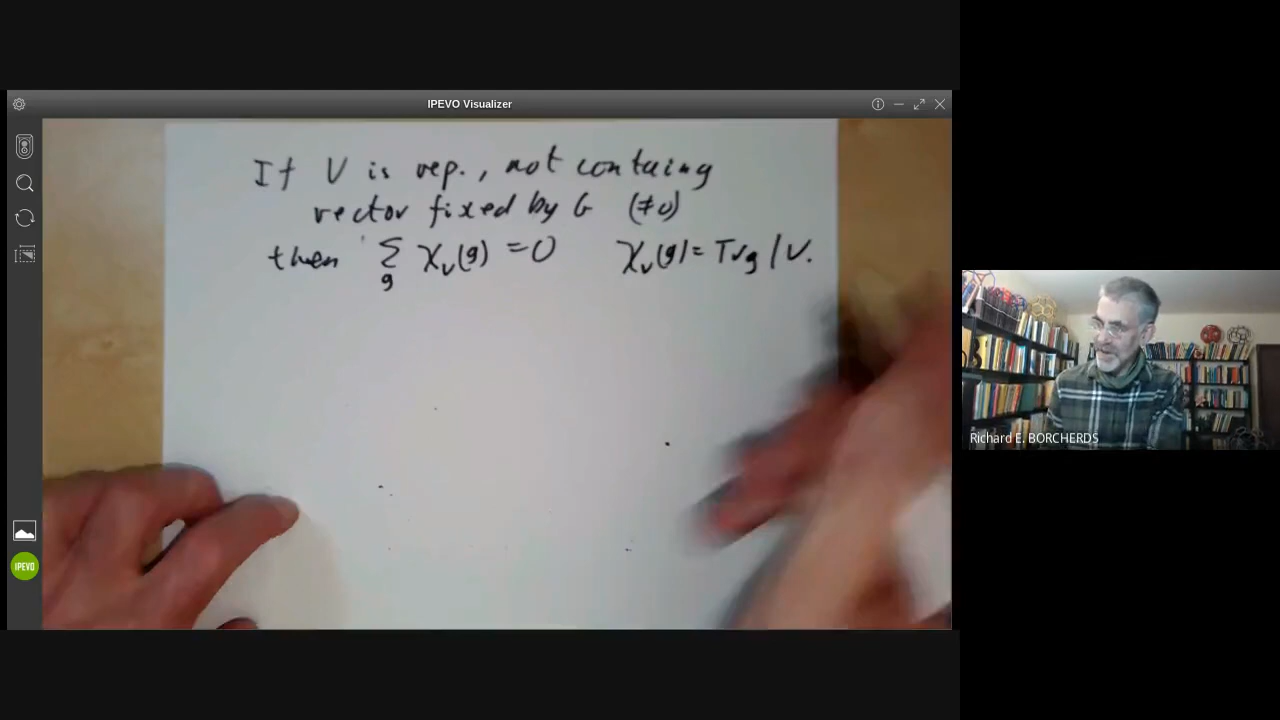 IPEVO Visualizer
If V is rep., not containg
vector fixed by G (≠0)
then Σ_g χ_V(g) = 0 χ_V(g) = Tr g / V.
IPEVO
Richard E. BORCHERDS